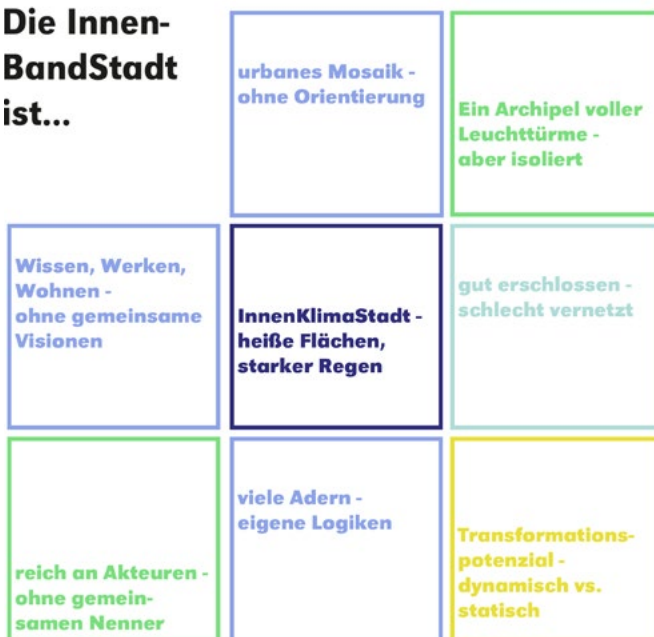 Die Innen-
BandStadt
ist...
urbanes Mosaik -
ohne Orientierung
Ein Archipel voller
Leuchttürme -
aber isoliert
Wissen, Werken,
Wohnen -
ohne gemeinsame
Visionen
InnenKlimaStadt -
heiße Flächen,
starker Regen
gut erschlossen -
schlecht vernetzt
reich an Akteuren -
ohne gemein-
samen Nenner
viele Adern -
eigene Logiken
Transformations-
potenzial -
dynamisch vs.
statisch